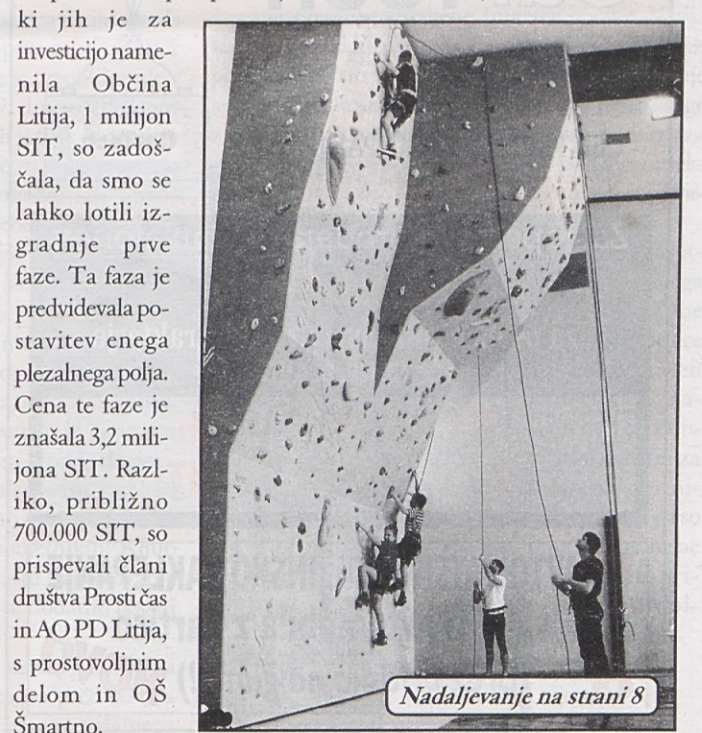 ki jih je za
investicijo name-
nila Občina
Litija, 1 milijon
SIT, so zadoš-
čala, da smo se
lahko lotili iz-
gradnje prve
faze. Ta faza je
predvidevala po-
stavitev enega
plezalnega polja.
Cena te faze je
znašala 3,2 mili-
jona SIT. Razl-
iko, približno
700.000 SIT, so
prispevali člani
društva Prosti čas
in AO PD Litija,
s prostovoljnim
delom in OŠ
Šmartno.
Nadaljevanje na strani 8